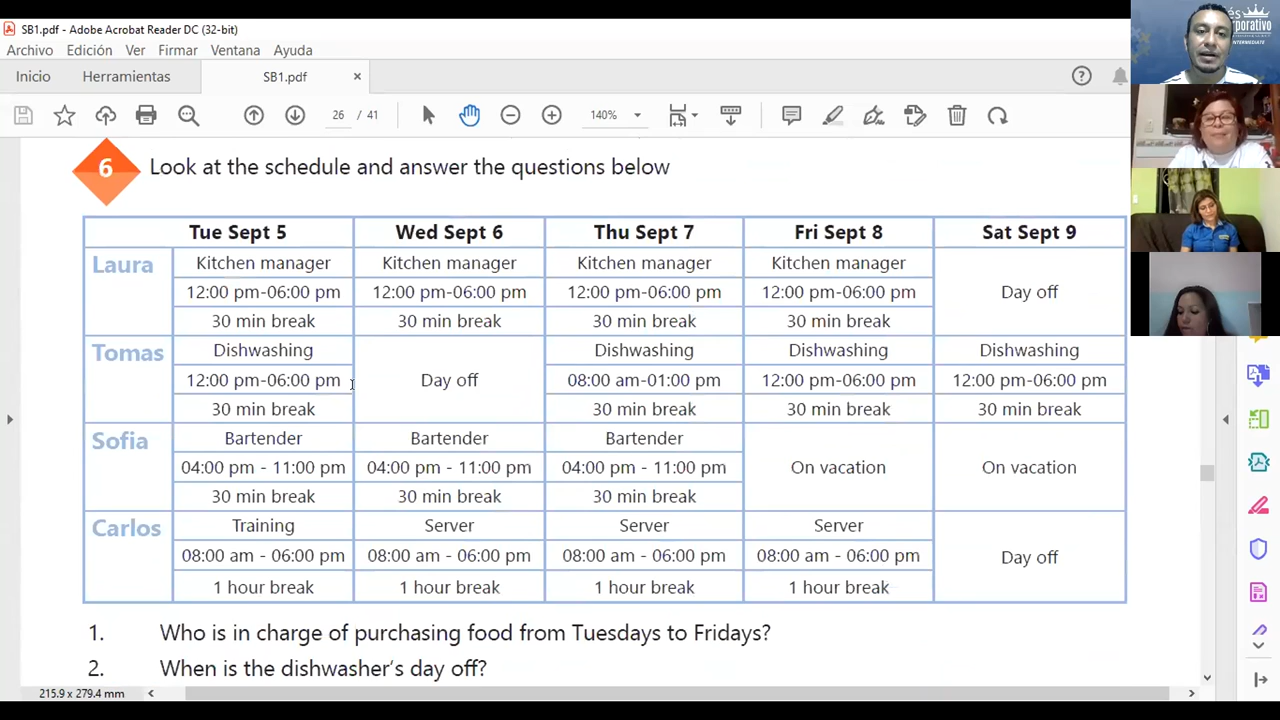 SB1.pdf - Adobe Acrobat Reader DC (32-bit)
Archivo Edición Ver Firmar Ventana Ayuda
Inicio Herramientas SB1.pdf
26 / 41 140%
6 Look at the schedule and answer the questions below
Tue Sept 5 Wed Sept 6 Thu Sept 7 Fri Sept 8 Sat Sept 9
Laura Kitchen manager Kitchen manager Kitchen manager Kitchen manager
12:00 pm-06:00 pm 12:00 pm-06:00 pm 12:00 pm-06:00 pm 12:00 pm-06:00 pm Day off
30 min break 30 min break 30 min break 30 min break
Tomas Dishwashing Dishwashing Dishwashing Dishwashing
12:00 pm-06:00 pm Day off 08:00 am-01:00 pm 12:00 pm-06:00 pm 12:00 pm-06:00 pm
30 min break 30 min break 30 min break 30 min break
Sofia Bartender Bartender Bartender
04:00 pm - 11:00 pm 04:00 pm - 11:00 pm 04:00 pm - 11:00 pm On vacation On vacation
30 min break 30 min break 30 min break
Carlos Training Server Server Server
08:00 am - 06:00 pm 08:00 am - 06:00 pm 08:00 am - 06:00 pm 08:00 am - 06:00 pm Day off
1 hour break 1 hour break 1 hour break 1 hour break
1. Who is in charge of purchasing food from Tuesdays to Fridays?
2. When is the dishwasher's day off?
215.9 x 279.4 mm
INTERMEDIATE